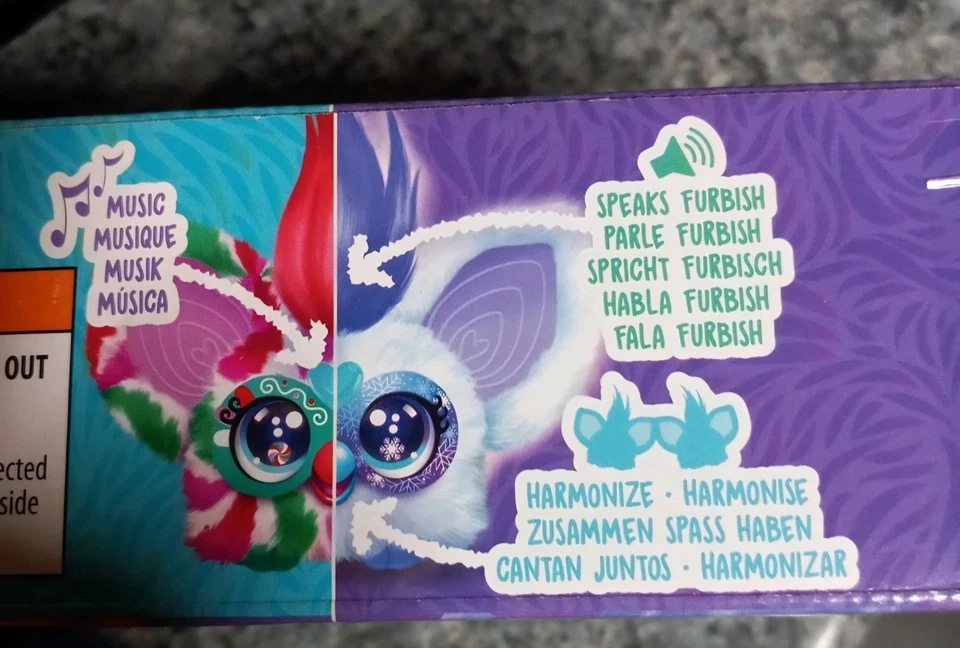 MUSIC
MUSIQUE
MUSIK
MÚSICA
OUT
ected
side
SPEAKS FURBISH
PARLE FURBISH
SPRICHT FURBISCH
HABLA FURBISH
FALA FURBISH
HARMONIZE · HARMONISE
ZUSAMMEN SPASS HABEN
CANTAN JUNTOS · HARMONIZAR